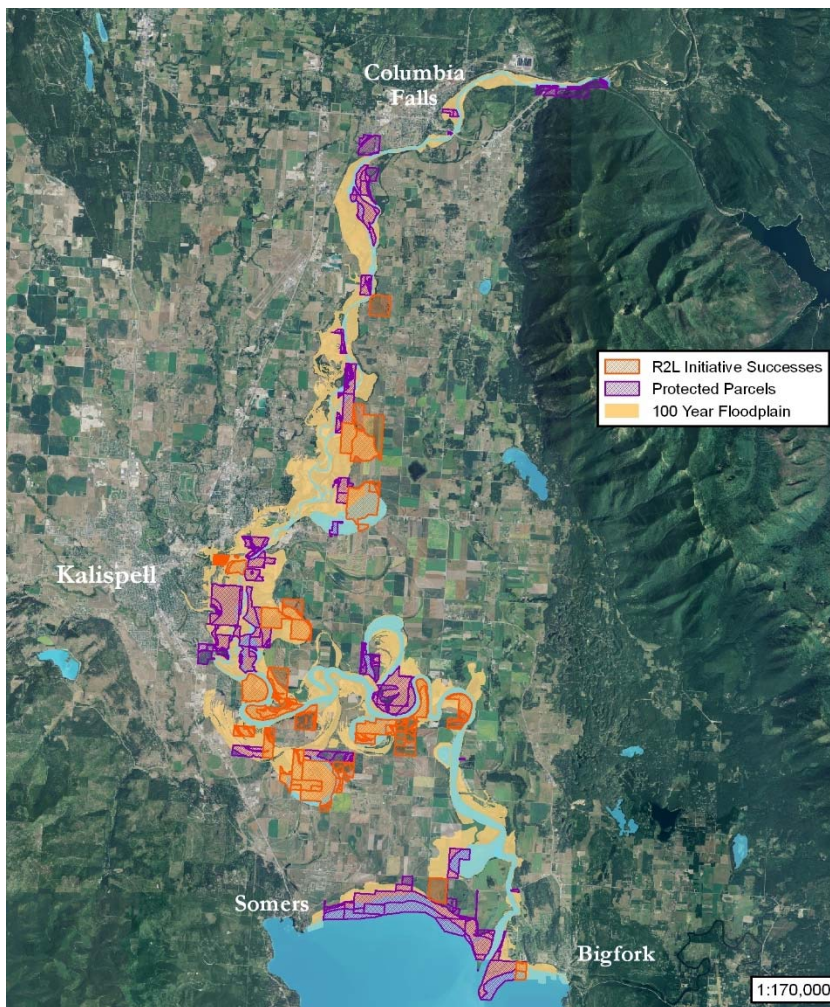 Columbia
Falls
R2L Initiative Successes
Protected Parcels
100 Year Floodplain
Kalispell
Somers
Bigfork
1:170,000